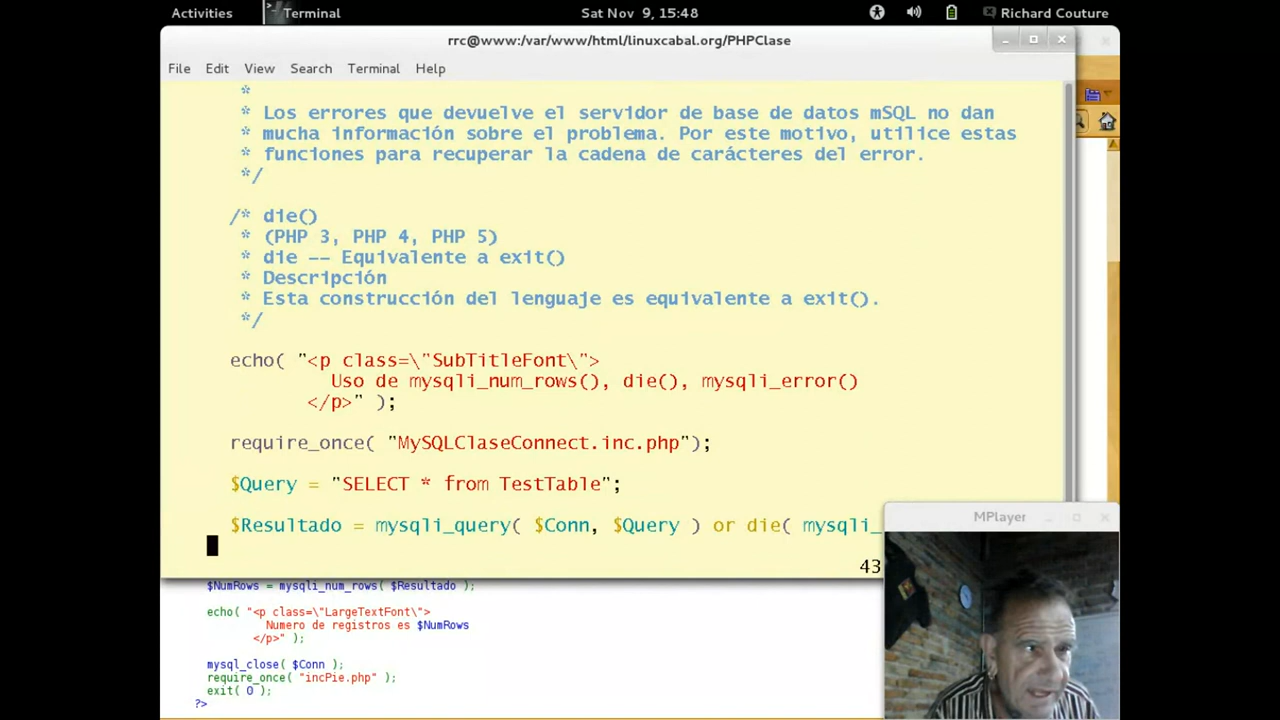 Activities
Terminal
Sat Nov 9, 15:48
Richard Couture
rrc@www:/var/www/html/linuxcabal.org/PHPClase
File Edit View Search Terminal Help
*
* Los errores que devuelve el servidor de base de datos mSQL no dan
* mucha información sobre el problema. Por este motivo, utilice estas
* funciones para recuperar la cadena de carácteres del error.
*/
/* die()
* (PHP 3, PHP 4, PHP 5)
* die -- Equivalente a exit()
* Descripción
* Esta construcción del lenguaje es equivalente a exit().
*/
echo( "<p class=\"SubTitleFont\">
Uso de mysqli_num_rows(), die(), mysqli_error()
</p>" );
require_once( "MySQLClaseConnect.inc.php");
$Query = "SELECT * from TestTable";
$Resultado = mysqli_query( $Conn, $Query ) or die( mysqli_
43
MPlayer
$NumRows = mysqli_num_rows( $Resultado );
echo( "<p class=\"LargeTextFont\">
Numero de registros es $NumRows
</p>" );
mysql_close( $Conn );
require_once( "incPie.php" );
exit( 0 );
?>